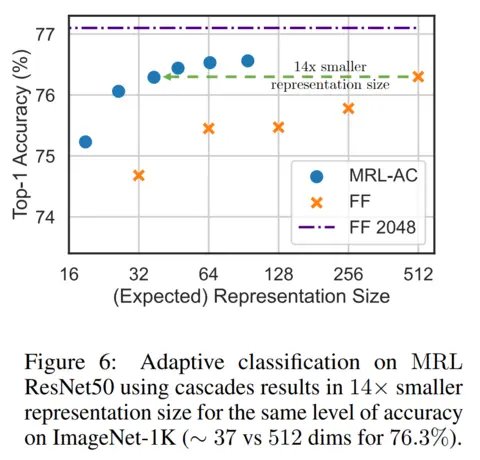 77
76
75
74
Top-1 Accuracy (%)
14x smaller
representation size
MRL-AC
FF
FF 2048
16 32 64 128 256 512
(Expected) Representation Size
Figure 6: Adaptive classification on MRL
ResNet50 using cascades results in 14× smaller
representation size for the same level of accuracy
on ImageNet-1K (∼ 37 vs 512 dims for 76.3%).